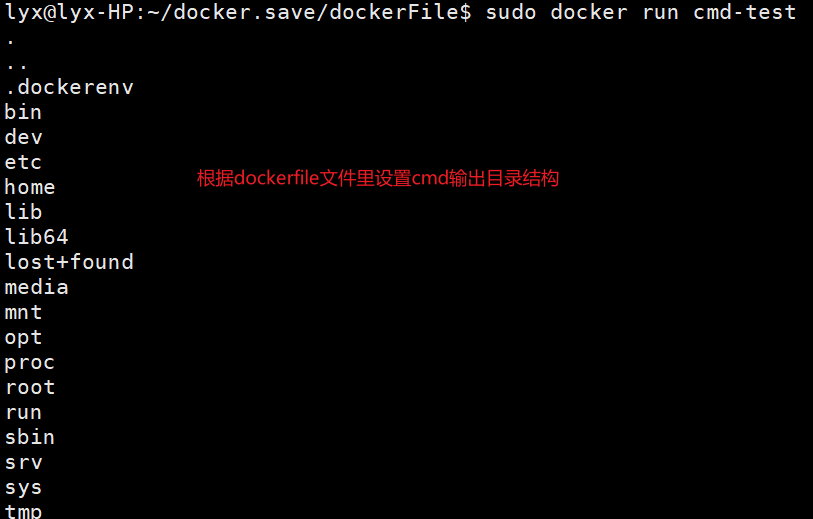 lyx@lyx-HP:~/docker.save/dockerFile$ sudo docker run cmd-test
.
..
.dockerenv
bin
dev
etc
根据dockerfile文件里设置cmd输出目录结构
home
lib
lib64
lost+found
media
mnt
opt
proc
root
run
sbin
srv
sys
tmp